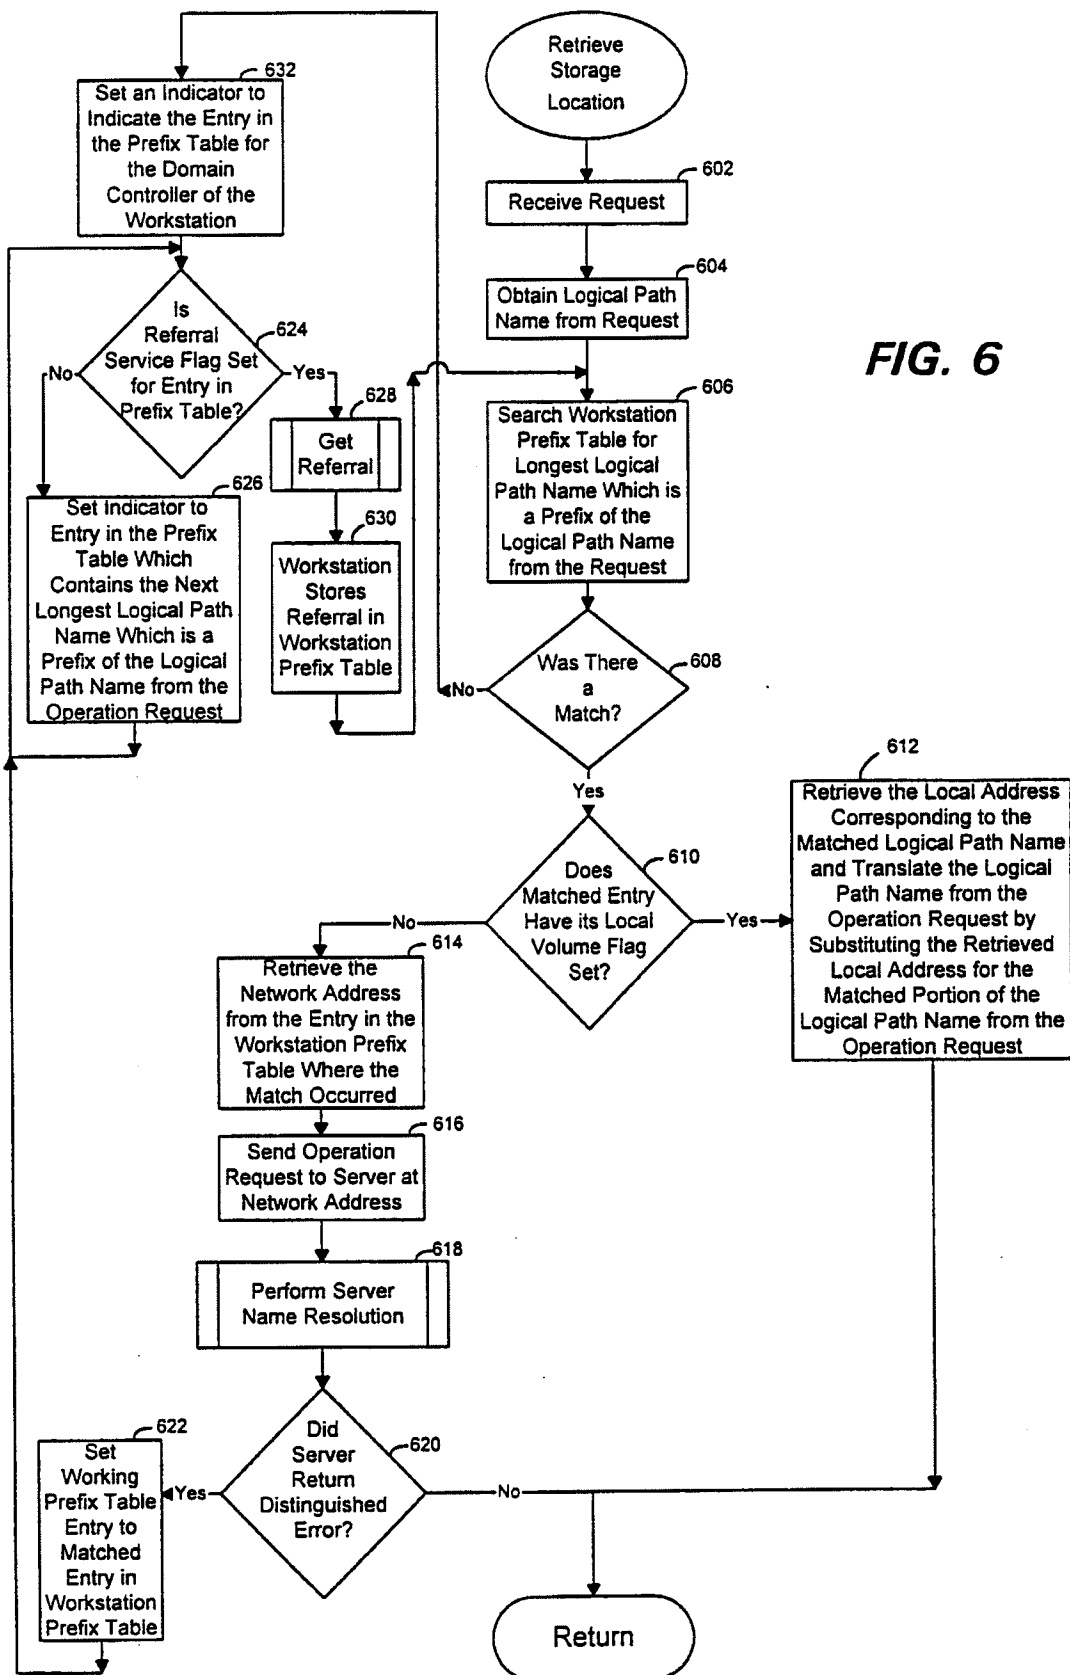 Retrieve
Storage
Location
602
Receive Request
604
Obtain Logical Path
Name from Request
FIG. 6
606
Search Workstation
Prefix Table for
Longest Logical
Path Name Which is
a Prefix of the
Logical Path Name
from the Request
608
Was There
a
Match?
No
Yes
632
Set an Indicator to
Indicate the Entry in
the Prefix Table for
the Domain
Controller of the
Workstation
624
Is
Referral
Service Flag Set
for Entry in
Prefix Table?
No
Yes
628
Get
Referral
630
Workstation
Stores
Referral in
Workstation
Prefix Table
626
Set Indicator to
Entry in the Prefix
Table Which
Contains the Next
Longest Logical Path
Name Which is a
Prefix of the Logical
Path Name from the
Operation Request
610
Does
Matched Entry
Have its Local
Volume Flag
Set?
No
Yes
612
Retrieve the Local Address
Corresponding to the
Matched Logical Path Name
and Translate the Logical
Path Name from the
Operation Request by
Substituting the Retrieved
Local Address for the
Matched Portion of the
Logical Path Name from the
Operation Request
614
Retrieve the
Network Address
from the Entry in the
Workstation Prefix
Table Where the
Match Occurred
616
Send Operation
Request to Server at
Network Address
618
Perform Server
Name Resolution
620
Did
Server
Return
Distinguished
Error?
Yes
No
622
Set
Working
Prefix Table
Entry to
Matched
Entry in
Workstation
Prefix Table
Return